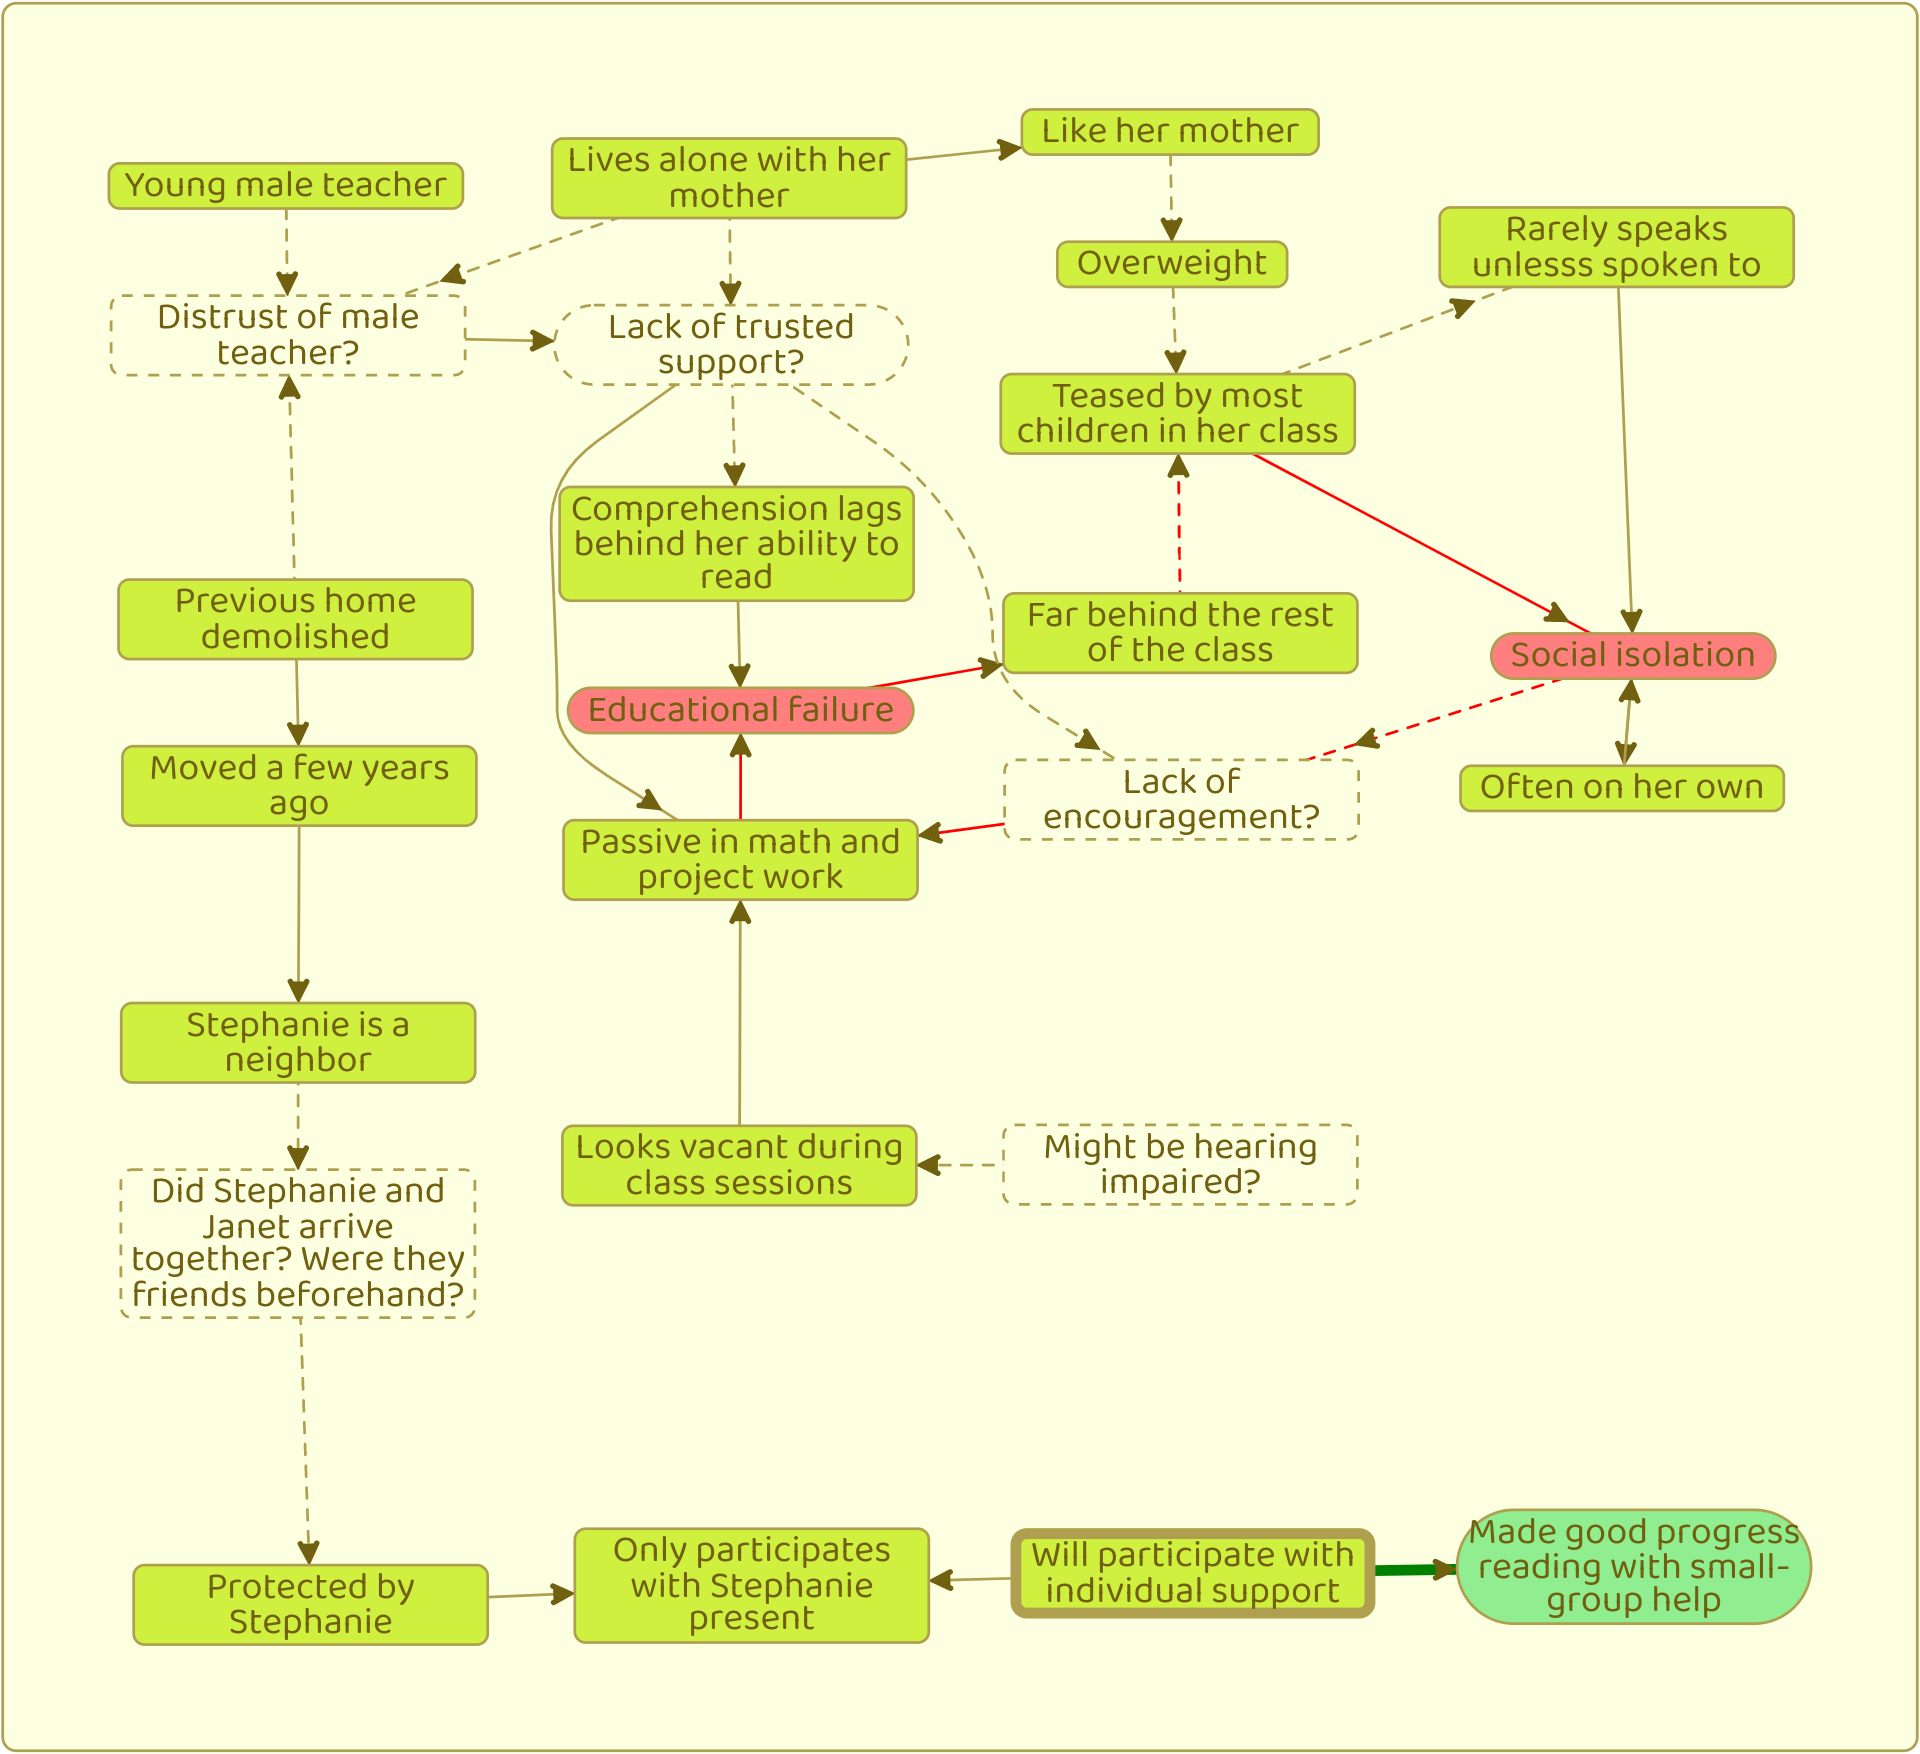 Like her mother
Lives alone with her
mother
Young male teacher
Rarely speaks
unlesss spoken to
Overweight
Distrust of male
teacher?
Lack of trusted
support?
Teased by most
children in her class
Comprehension lags
behind her ability to
read
Previous home
demolished
Far behind the rest
of the class
Social isolation
Educational failure
Moved a few years
ago
Lack of
encouragement?
Often on her own
Passive in math and
project work
Stephanie is a
neighbor
Looks vacant during
class sessions
Might be hearing
impaired?
Did Stephanie and
Janet arrive
together? Were they
friends beforehand?
Protected by
Stephanie
Only participates
with Stephanie
present
Will participate with
individual support
Made good progress
reading with small-
group help